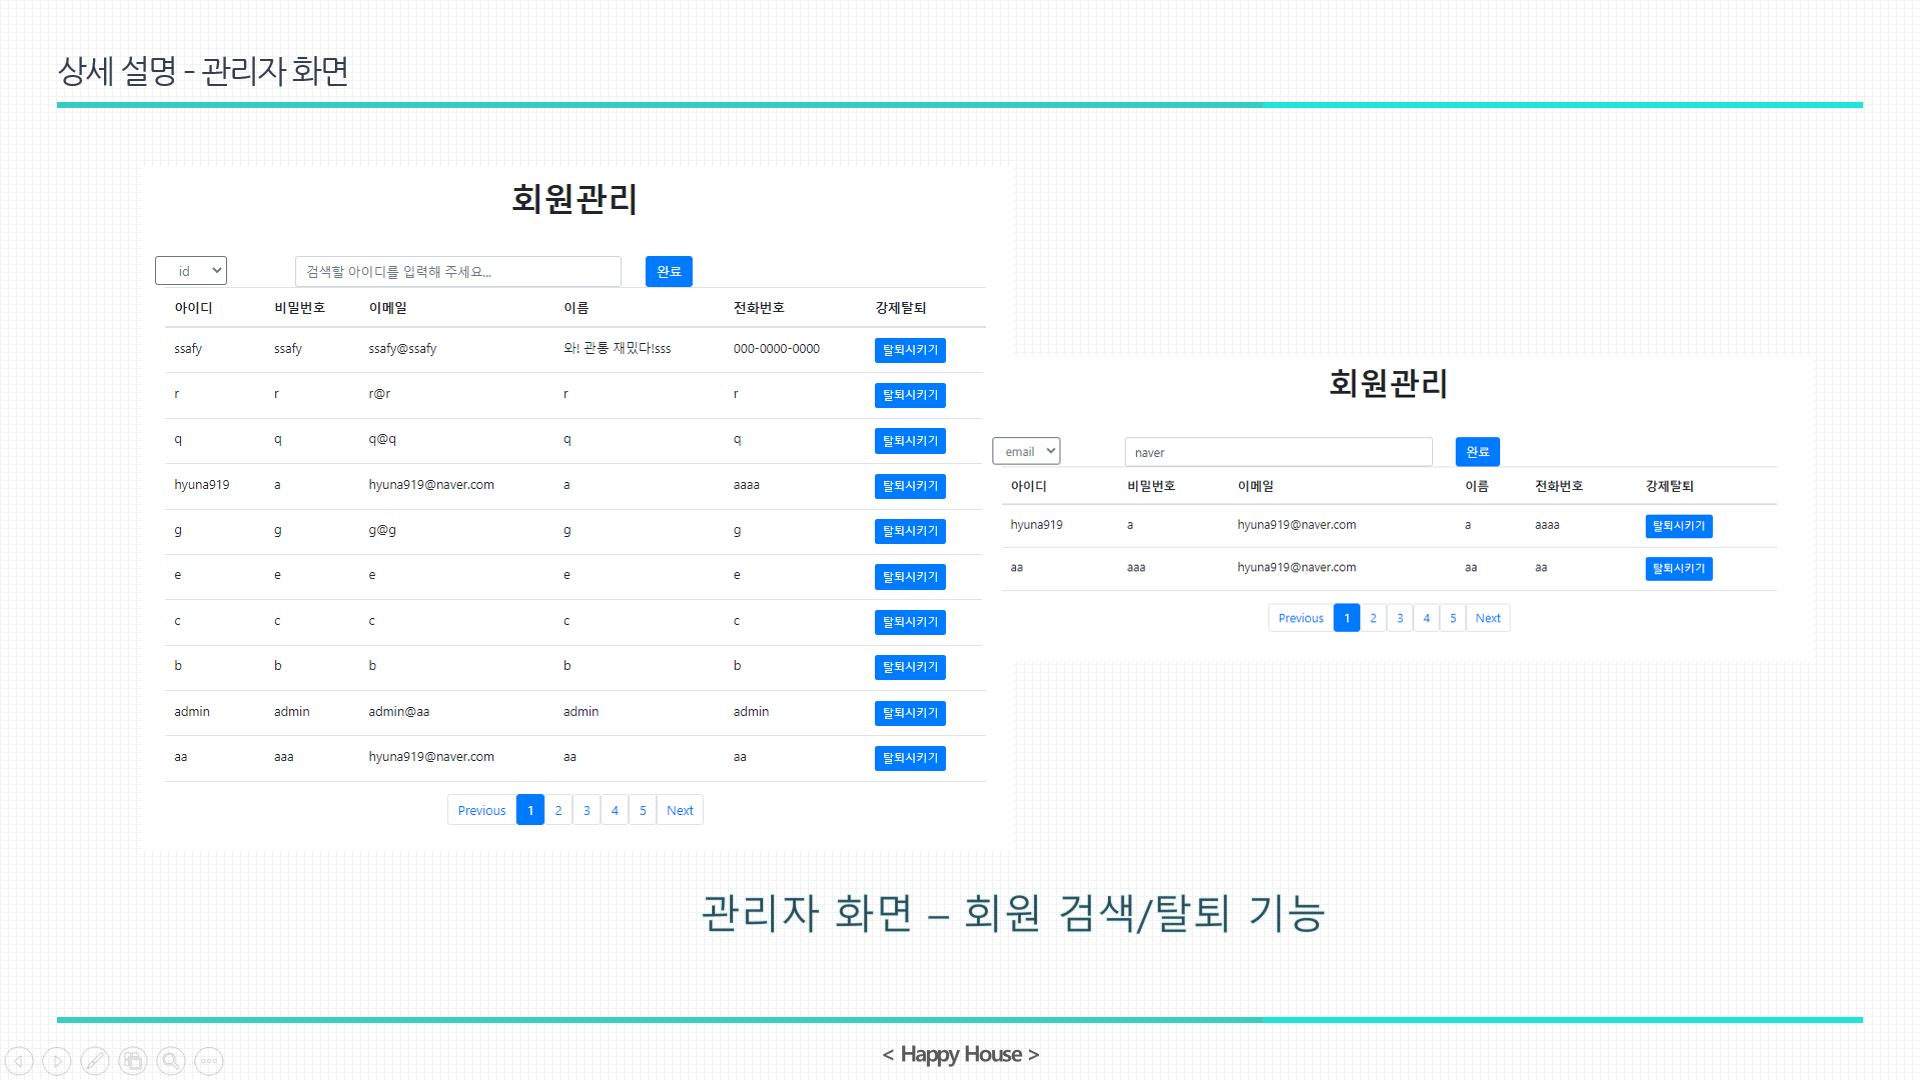 상세 설명 - 관리자 화면
회원관리
id 검색할 아이디를 입력해 주세요... 완료
아이디 비밀번호 이메일 이름 전화번호 강제탈퇴
ssafy ssafy ssafy@ssafy 와! 관통 재밌다!sss 000-0000-0000 탈퇴시키기
r r r@r r r 탈퇴시키기
q q q@q q q 탈퇴시키기
hyuna919 a hyuna919@naver.com a aaaa 탈퇴시키기
g g g@g g g 탈퇴시키기
e e e e e 탈퇴시키기
c c c c c 탈퇴시키기
b b b b b 탈퇴시키기
admin admin admin@aa admin admin 탈퇴시키기
aa aaa hyuna919@naver.com aa aa 탈퇴시키기
Previous 1 2 3 4 5 Next
회원관리
email naver 완료
아이디 비밀번호 이메일 이름 전화번호 강제탈퇴
hyuna919 a hyuna919@naver.com a aaaa 탈퇴시키기
aa aaa hyuna919@naver.com aa aa 탈퇴시키기
Previous 1 2 3 4 5 Next
관리자 화면 – 회원 검색/탈퇴 기능
< Happy House >